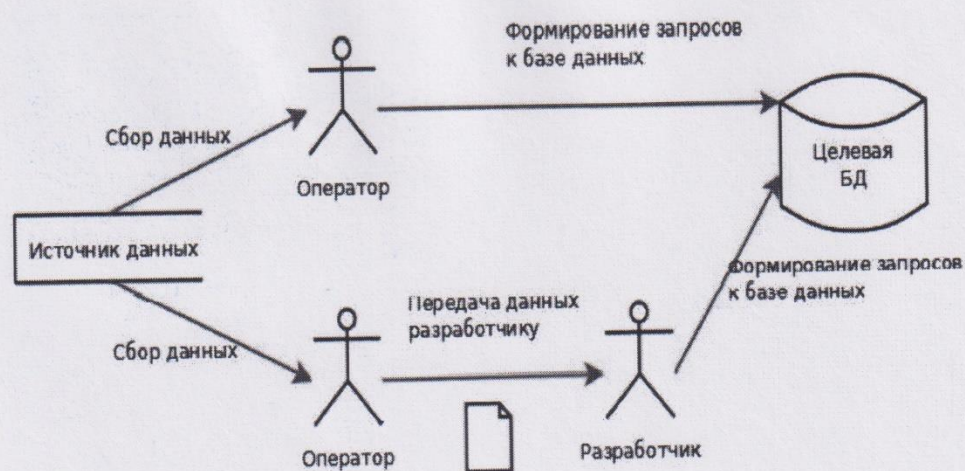 Формирование запросов
к базе данных
Сбор данных
Оператор
Целевая
БД
Источник данных
Формирование запросов
к базе данных
Передача данных
разработчику
Сбор данных
Оператор
Разработчик